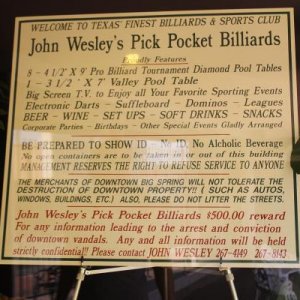 WELCOME TO TEXAS' FINEST BILLIARDS & SPORTS CLUB
John Wesley's Pick Pocket Billiards
Proudly Features
8 - 4 1/2' X 9' Pro Billiard Tournament Diamond Pool Tables
1 - 3 1/2' X 7' Valley Pool Table
Big Screen T.V. to Enjoy all Your Favorite Sporting Events
Electronic Darts - Suffleboard - Dominos - Leagues
BEER - WINE - SET UPS - SOFT DRINKS - SNACKS
Corporate Parties - Birthdays - Other Special Events Gladly Arranged
BE PREPARED TO SHOW ID - No ID, No Alcholic Beverage
No open containers are to be taken in or out of this building
MANAGEMENT RESERVES THE RIGHT TO REFUSE SERVICE TO ANYONE
THE MERCHANTS OF DOWNTOWN BIG SPRING WILL NOT TOLERATE THE
DESTRUCTION OF DOWNTOWN PROPERTY! ( SUCH AS AUTOS,
WINDOWS, BUILDINGS, ETC.) ALSO, PLEASE DO NOT LITTER THE STREETS.
John Wesley's Pick Pocket Billiards $500.00 reward
For any information leading to the arrest and conviction
of downtown vandals. Any and all information will be held
strictly confidential!! Please contact JOHN WESLEY 267-4149 267-8143